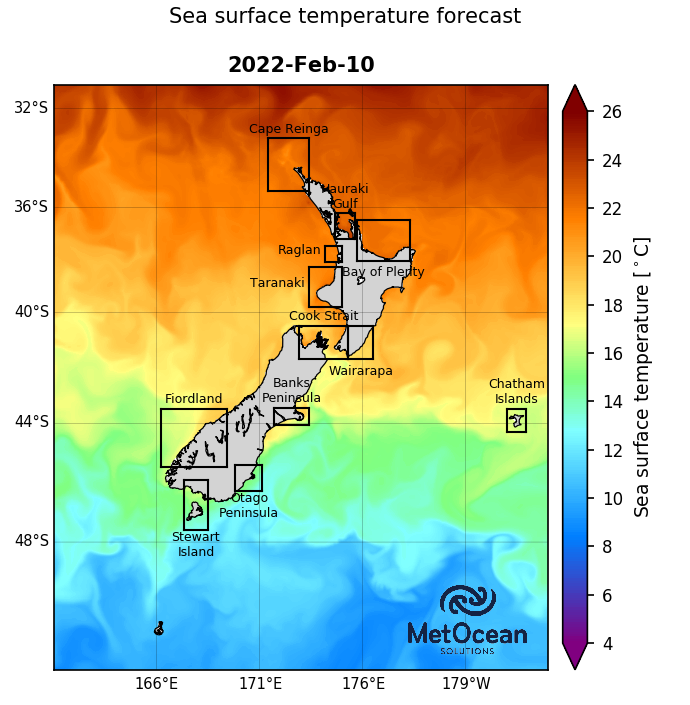 Sea surface temperature forecast
2022-Feb-10
32°S
36°S
40°S
44°S
48°S
166°E
171°E
176°E
179°W
Cape Reinga
Hauraki
Gulf
Raglan
Bay of Plenty
Taranaki
Cook Strait
Wairarapa
Banks
Peninsula
Fiordland
Chatham
Islands
Otago
Peninsula
Stewart
Island
MetOcean
SOLUTIONS
26
24
22
20
18
16
14
12
10
8
6
4
Sea surface temperature [°C]